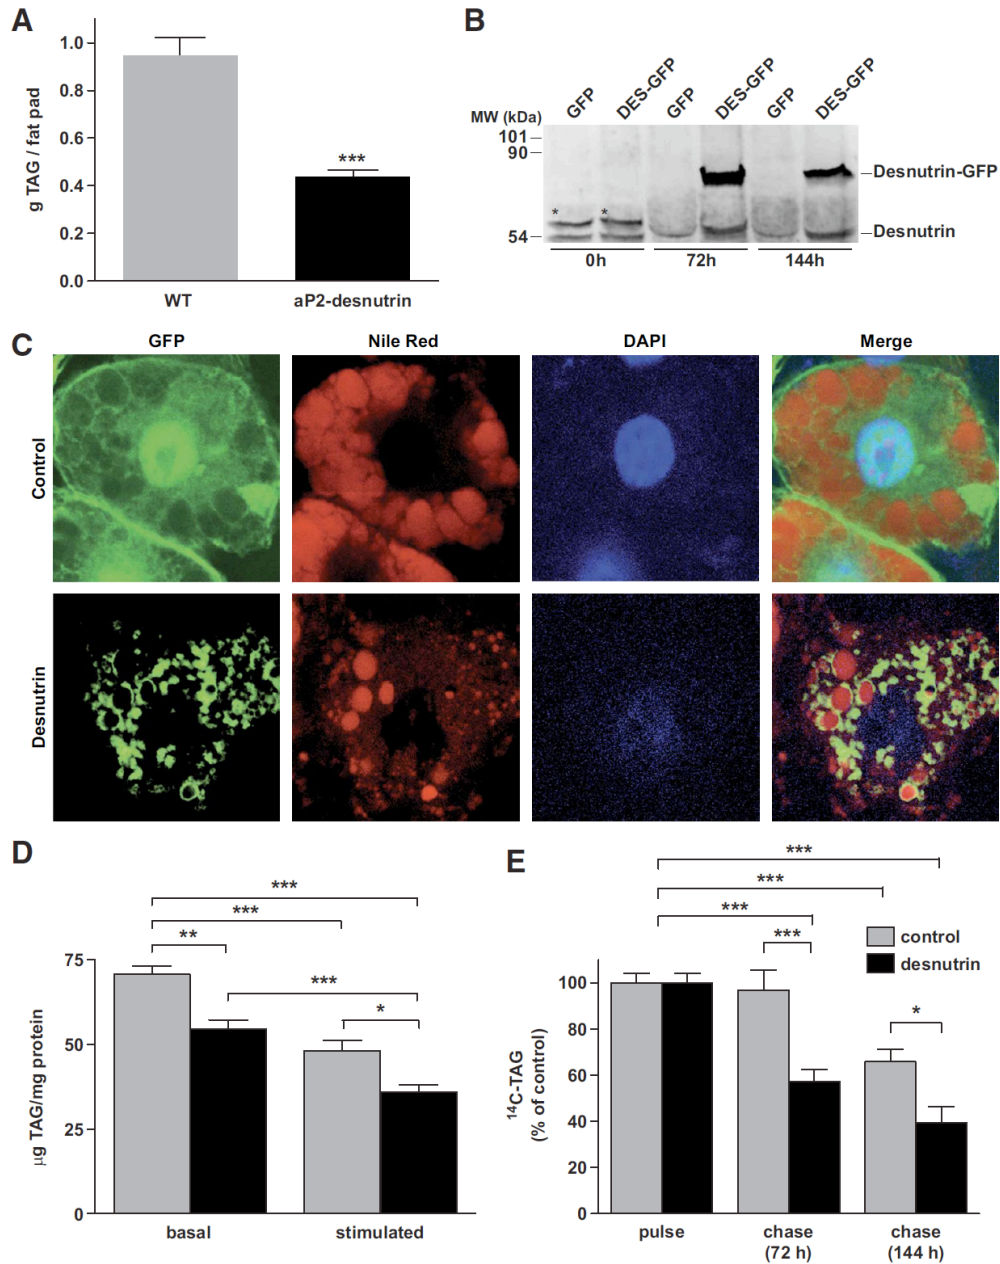 A
g TAG / fat pad
1.0
0.8
0.6
0.4
0.2
0.0
***
WT
aP2-desnutrin
B
GFP
DES-GFP
GFP
DES-GFP
GFP
DES-GFP
MW (kDa)
101
90
54
*
*
Desnutrin-GFP
Desnutrin
0h
72h
144h
C
GFP
Nile Red
DAPI
Merge
Control
Desnutrin
D
µg TAG/mg protein
75
50
25
0
***
***
**
***
*
basal
stimulated
E
¹⁴C-TAG
(% of control)
100
80
60
40
20
0
***
***
***
***
*
control
desnutrin
pulse
chase
(72 h)
chase
(144 h)